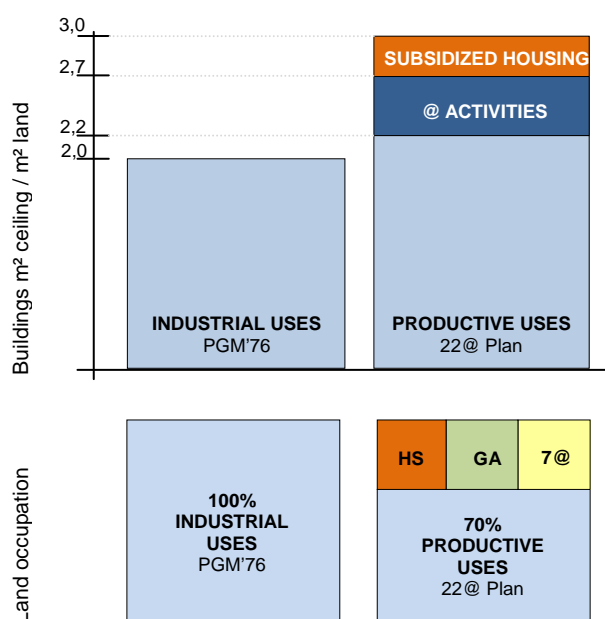 3,0
2,7
2,2
2,0
Buildings m² ceiling / m² land
SUBSIDIZED HOUSING
@ ACTIVITIES
INDUSTRIAL USES
PGM'76
PRODUCTIVE USES
22@ Plan
Land occupation
100%
INDUSTRIAL
USES
PGM'76
HS
GA
7@
70%
PRODUCTIVE
USES
22@ Plan